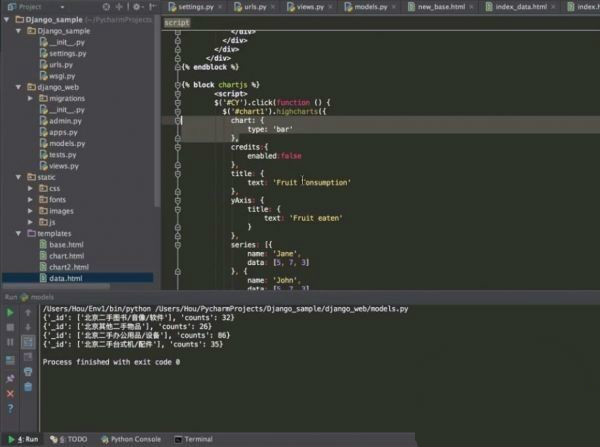 Project
settings.py
urls.py
views.py
models.py
new_base.html
index_data.html
index.h
Django_sample (~/PycharmProjects
Django_sample
__init__.py
settings.py
urls.py
wsgi.py
django_web
migrations
__init__.py
admin.py
apps.py
models.py
tests.py
views.py
static
css
fonts
images
js
templates
base.html
chart.html
chart2.html
data.html
script
</div>
</div>
</div>
</div>
{% endblock %}
{% block chartjs %}
<script>
$('#CY').click(function () {
$('#chart1').highcharts({
chart: {
type: 'bar'
},
credits:{
enabled:false
},
title: {
text: 'Fruit Consumption'
},
yAxis: {
title: {
text: 'Fruit eaten'
}
},
series: [{
name: 'Jane',
data: [5, 7, 3]
}, {
name: 'John',
data: [5, 7, 3]
Run models
/Users/Hou/Env1/bin/python /Users/Hou/PycharmProjects/Django_sample/django_web/models.py
{'_id': ['北京二手图书/音像/软件'], 'counts': 32}
{'_id': ['北京其他二手物品'], 'counts': 26}
{'_id': ['北京二手办公用品/设备'], 'counts': 86}
{'_id': ['北京二手台式机/配件'], 'counts': 35}
Process finished with exit code 0
4: Run
6: TODO
Python Console
Terminal